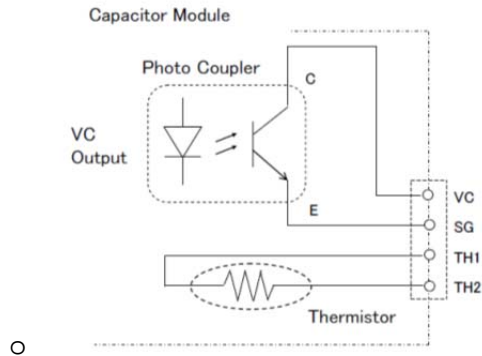 Capacitor Module
Photo Coupler
C
VC
Output
E
VC
SG
TH1
TH2
Thermistor